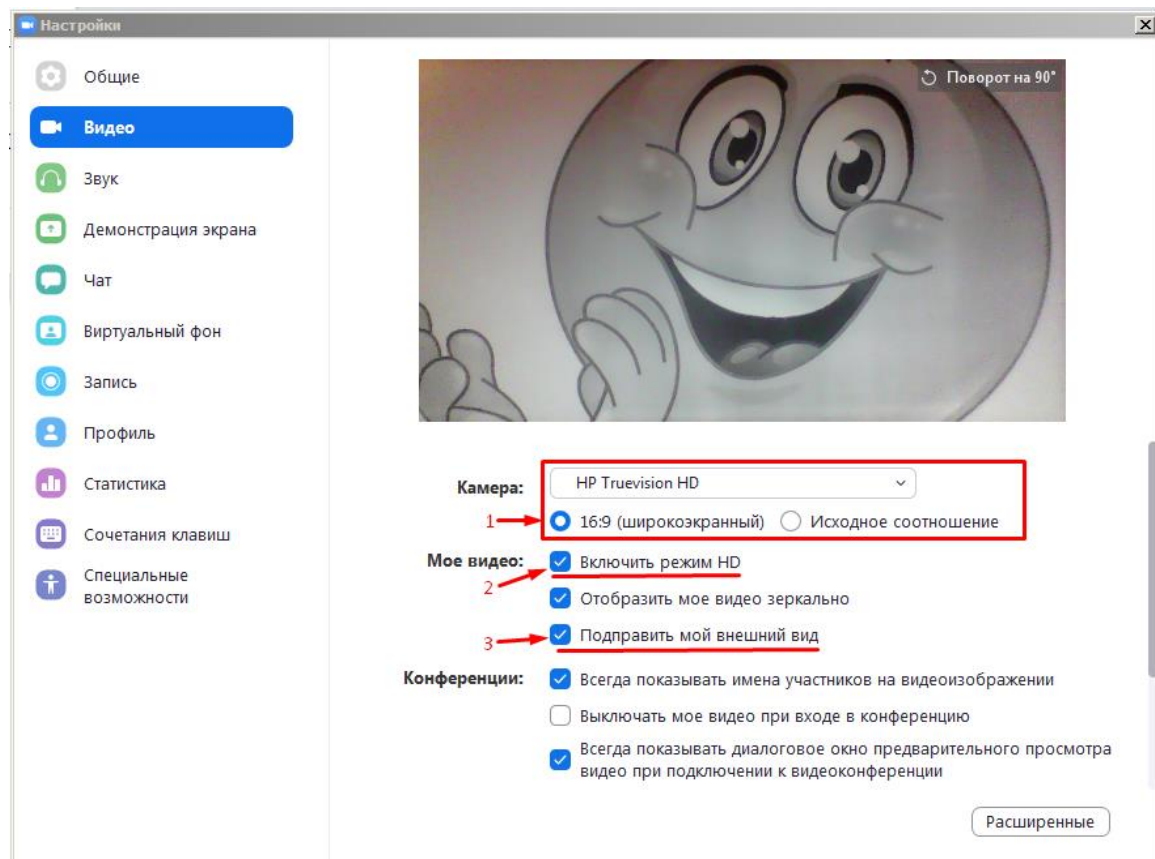 Настройки
Общие
Видео
Звук
Демонстрация экрана
Чат
Виртуальный фон
Запись
Профиль
Статистика
Сочетания клавиш
Специальные
возможности
Поворот на 90°
Камера: HP Truevision HD
1 16:9 (широкоэкранный) Исходное соотношение
Мое видео: Включить режим HD
2
Отобразить мое видео зеркально
3 Подправить мой внешний вид
Конференции: Всегда показывать имена участников на видеоизображении
Выключать мое видео при входе в конференцию
Всегда показывать диалоговое окно предварительного просмотра
видео при подключении к видеоконференции
Расширенные